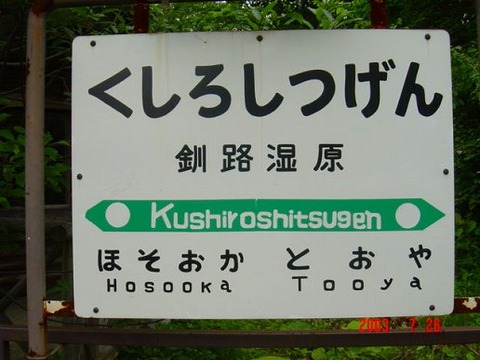 くしろしつげん
釧路湿原
Kushiroshitsugen
ほそおか とおや
Hosooka Tooya
2003 7 26